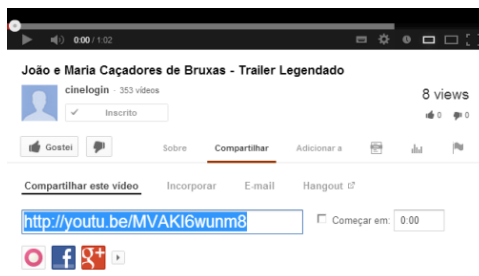 0:00 / 1:02
João e Maria Caçadores de Bruxas - Trailer Legendado
cinelogin · 353 vídeos
8 views
✓ Inscrito
0 0
Gostei Sobre Compartilhar Adicionar a
Compartilhar este vídeo Incorporar E-mail Hangout
http://youtu.be/MVAKI6wunm8 Começar em: 0:00
f g+